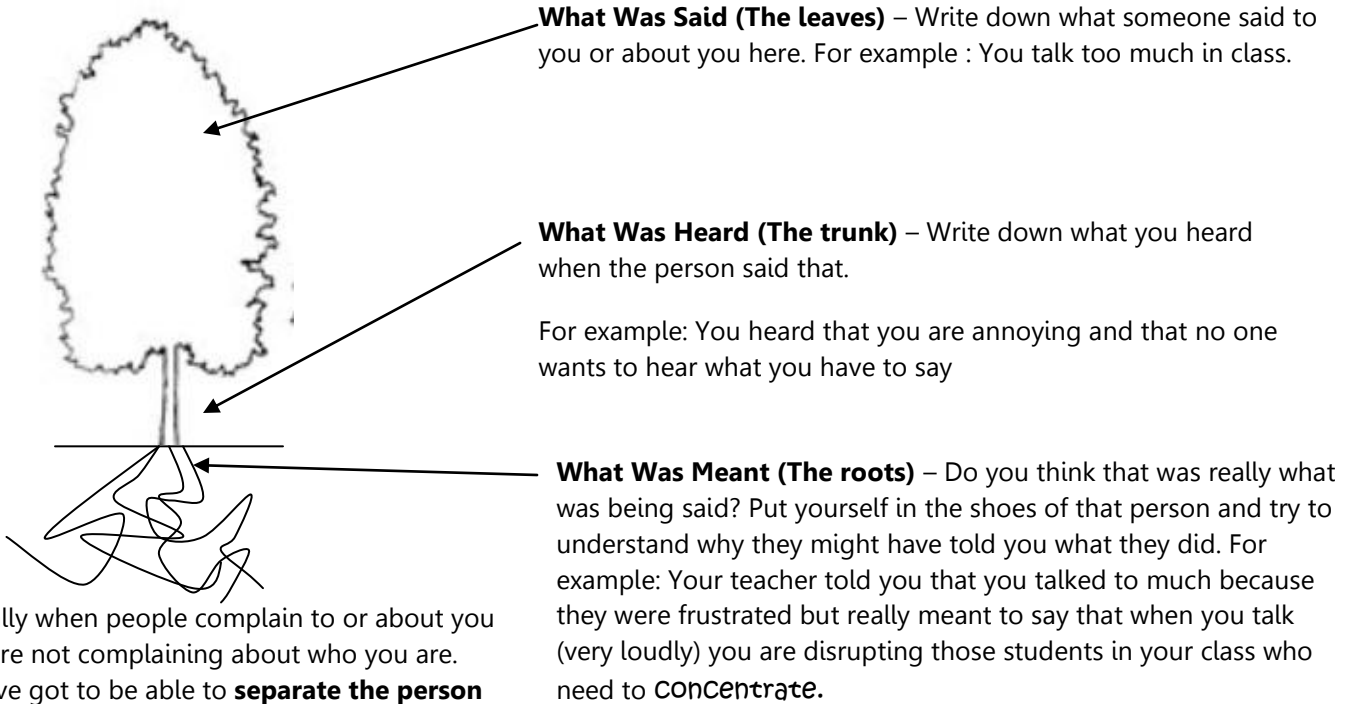 What Was Said (The leaves) – Write down what someone said to
you or about you here. For example : You talk too much in class.
What Was Heard (The trunk) – Write down what you heard
when the person said that.
For example: You heard that you are annoying and that no one
wants to hear what you have to say
What Was Meant (The roots) – Do you think that was really what
was being said? Put yourself in the shoes of that person and try to
understand why they might have told you what they did. For
example: Your teacher told you that you talked to much because
they were frustrated but really meant to say that when you talk
(very loudly) you are disrupting those students in your class who
need to concentrate.
when people complain to or about you
not complaining about who you are.
got to be able to separate the person